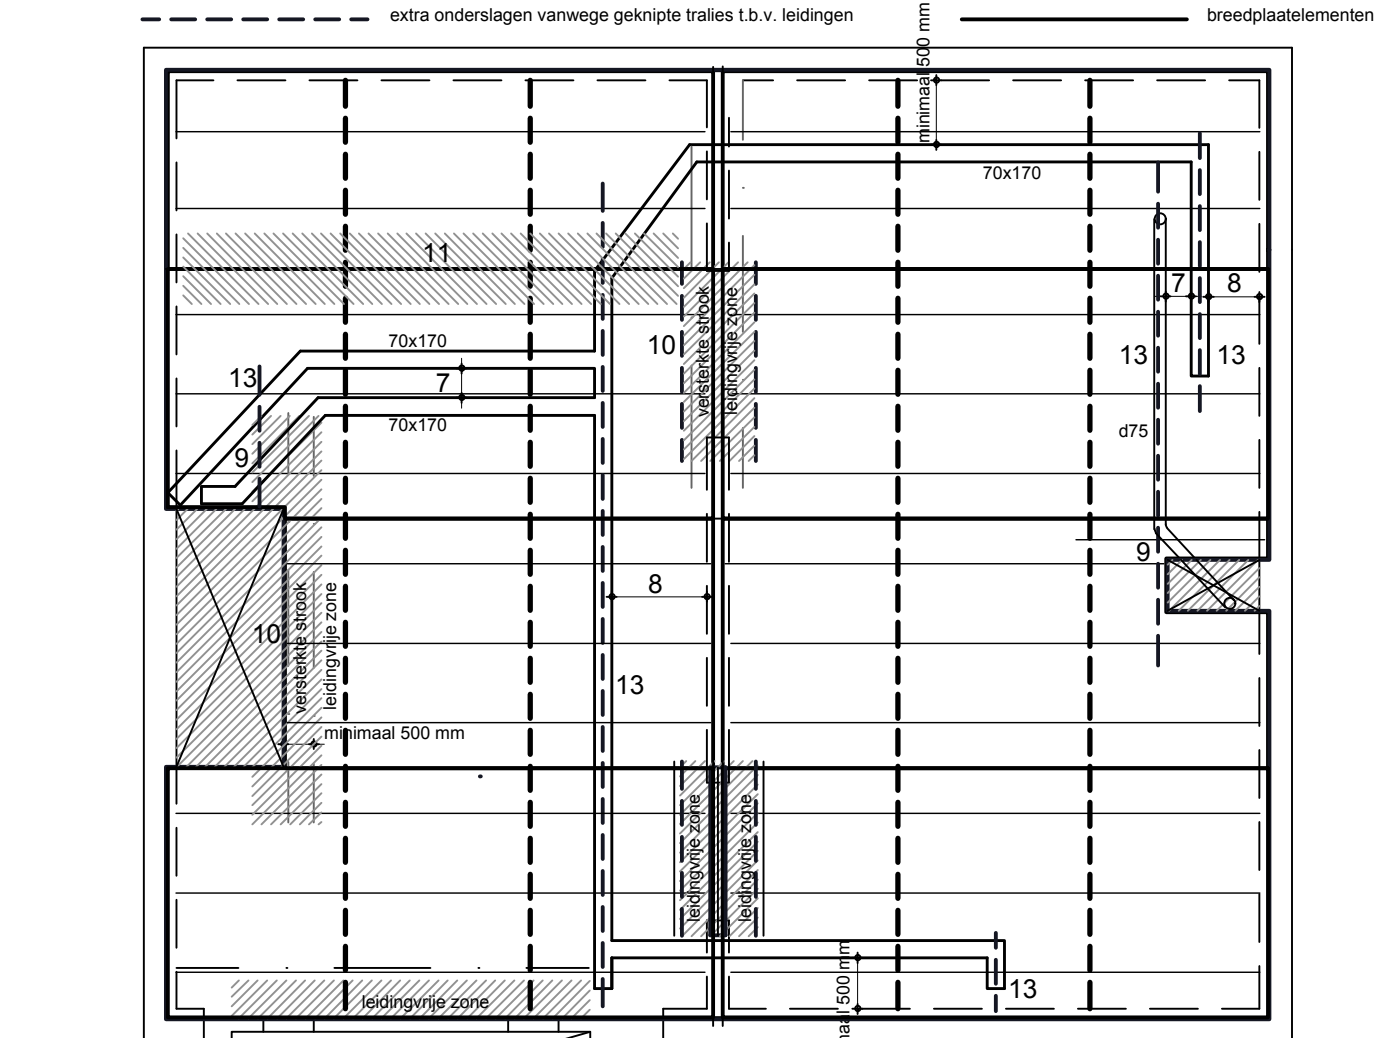 extra onderslagen vanwege geknipte tralies t.b.v. leidingen
breedplaatelementen
minimaal 500 mm
70x170
11
7
8
versterkte strook
leidingvrije zone
10
13
13
70x170
13
7
70x170
d75
9
9
8
10
versterkte strook
leidingvrije zone
13
minimaal 500 mm
leidingvrije zone
leidingvrije zone
leidingvrije zone
13
maal 500 mm